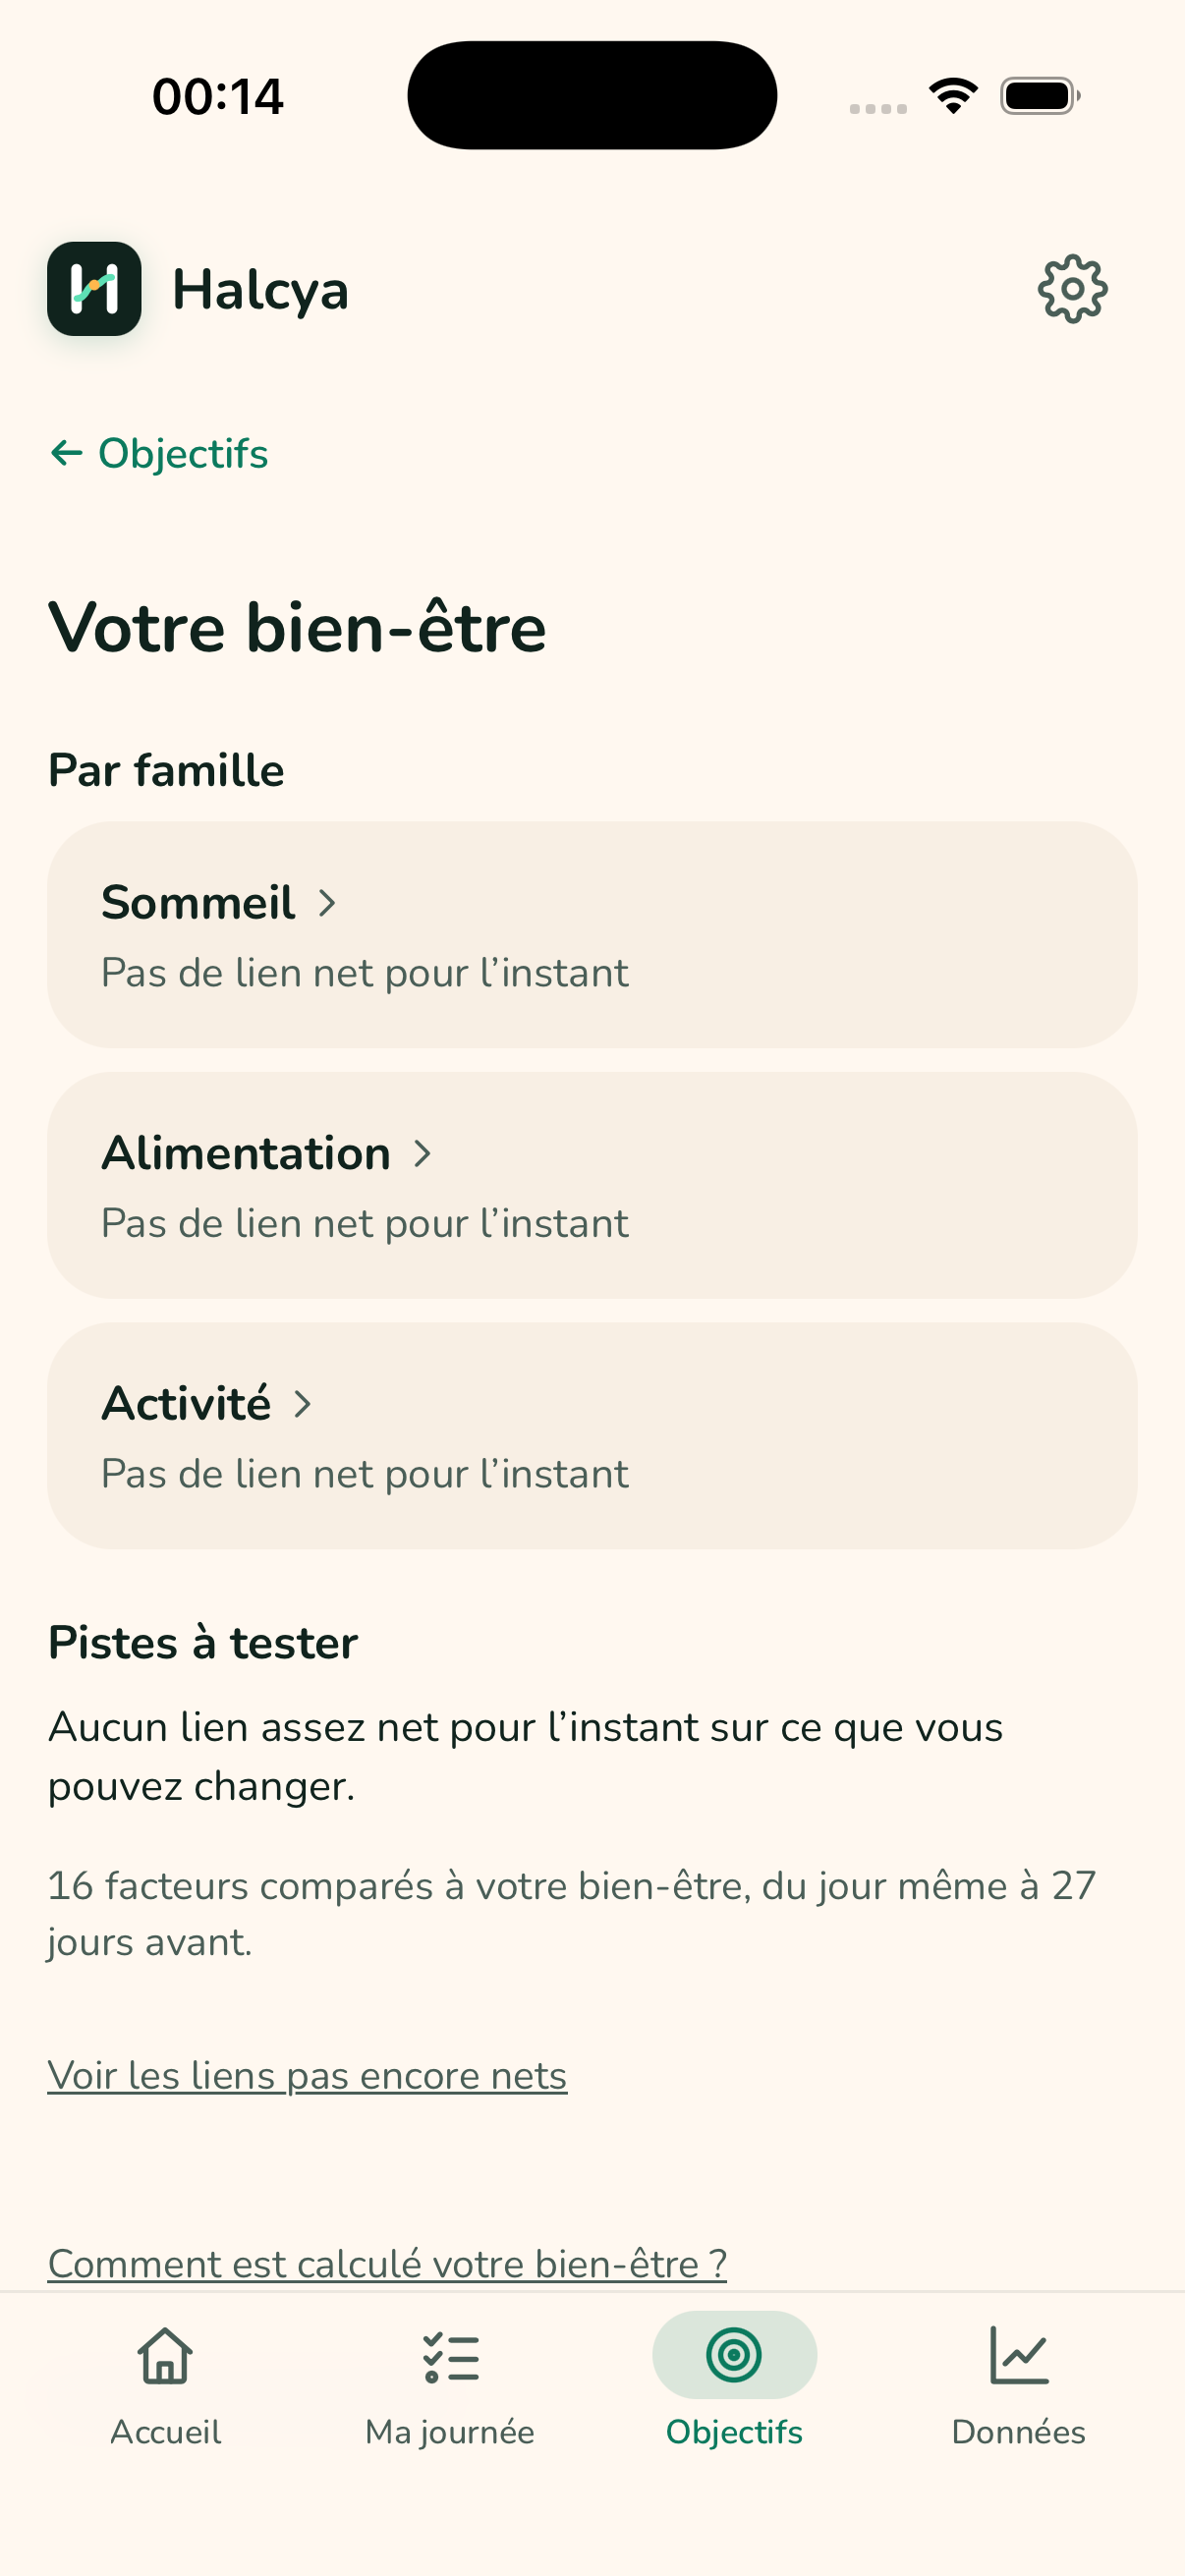 00:14
Halcya
← Objectifs
Votre bien-être
Par famille
Sommeil >
Pas de lien net pour l’instant
Alimentation >
Pas de lien net pour l’instant
Activité >
Pas de lien net pour l’instant
Pistes à tester
Aucun lien assez net pour l’instant sur ce que vous
pouvez changer.
16 facteurs comparés à votre bien-être, du jour même à 27
jours avant.
Voir les liens pas encore nets
Comment est calculé votre bien-être ?
Accueil
Ma journée
Objectifs
Données